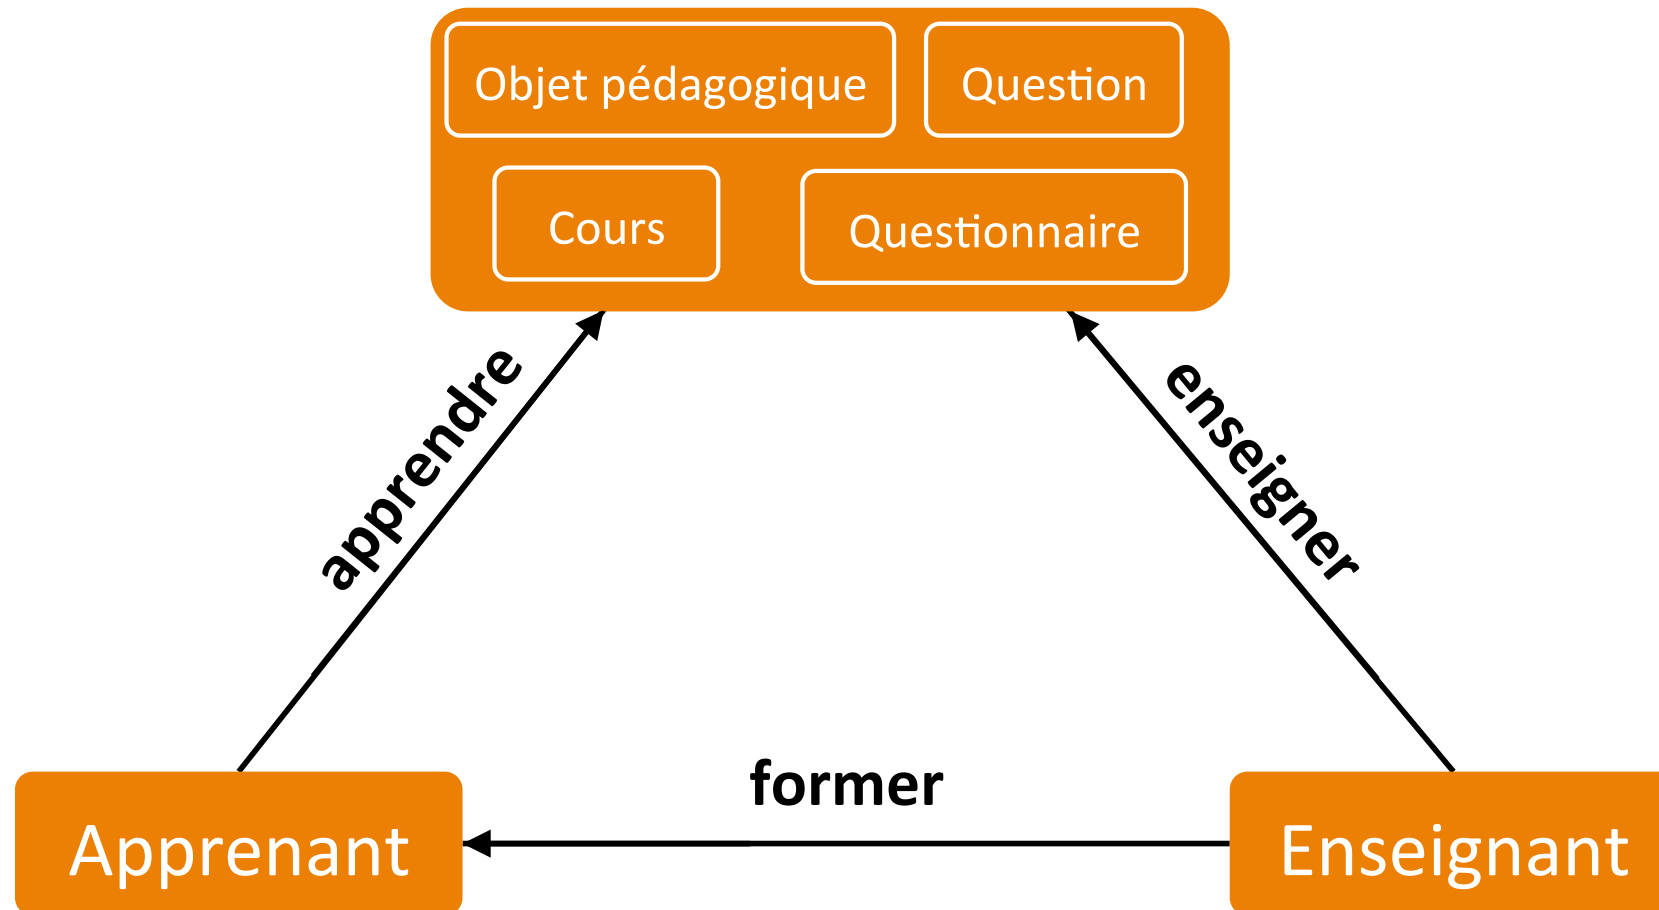 Objet pédagogique
Question
Cours
Questionnaire
apprendre
enseigner
former
Apprenant
Enseignant